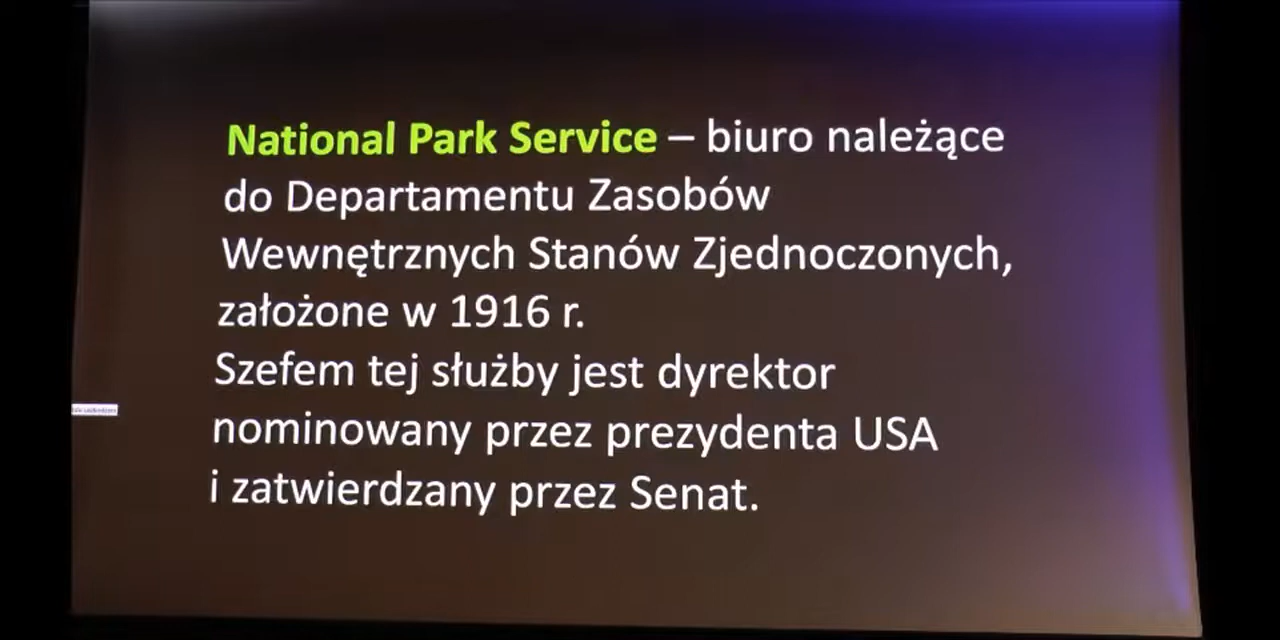 National Park Service – biuro należące
do Departamentu Zasobów
Wewnętrznych Stanów Zjednoczonych,
założone w 1916 r.
Szefem tej służby jest dyrektor
nominowany przez prezydenta USA
i zatwierdzany przez Senat.